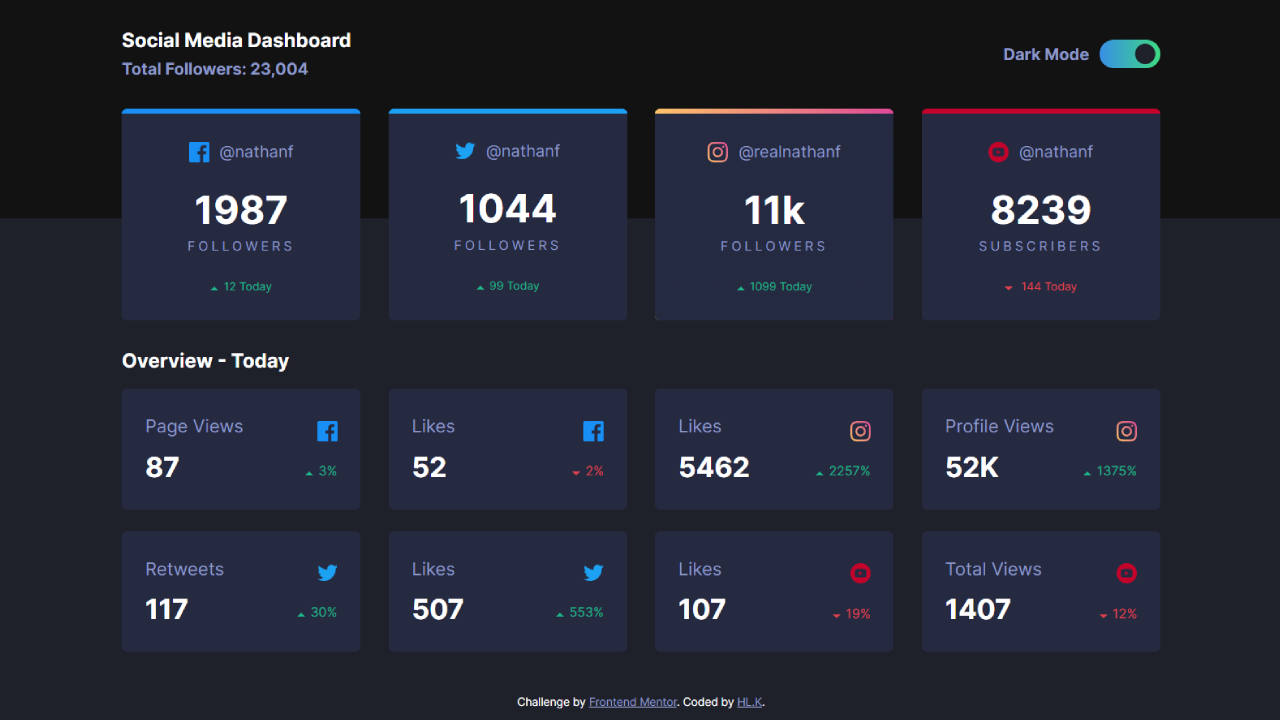 Social Media Dashboard
Total Followers: 23,004
Dark Mode
@nathanf
1987
FOLLOWERS
12 Today
@nathanf
1044
FOLLOWERS
99 Today
@realnathanf
11k
FOLLOWERS
1099 Today
@nathanf
8239
SUBSCRIBERS
144 Today
Overview - Today
Page Views
87
3%
Likes
52
2%
Likes
5462
2257%
Profile Views
52K
1375%
Retweets
117
30%
Likes
507
553%
Likes
107
19%
Total Views
1407
12%
Challenge by Frontend Mentor. Coded by HL.K.